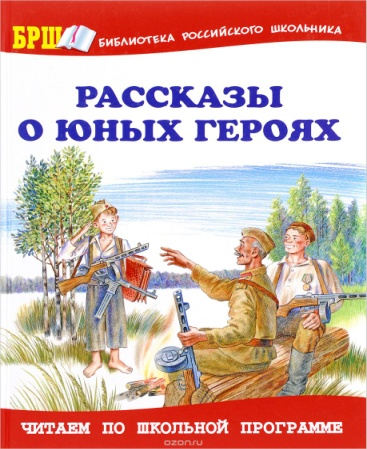 БРШ БИБЛИОТЕКА РОССИЙСКОГО ШКОЛЬНИКА
РАССКАЗЫ
О ЮНЫХ ГЕРОЯХ
ЧИТАЕМ ПО ШКОЛЬНОЙ ПРОГРАММЕ
ozon.ru